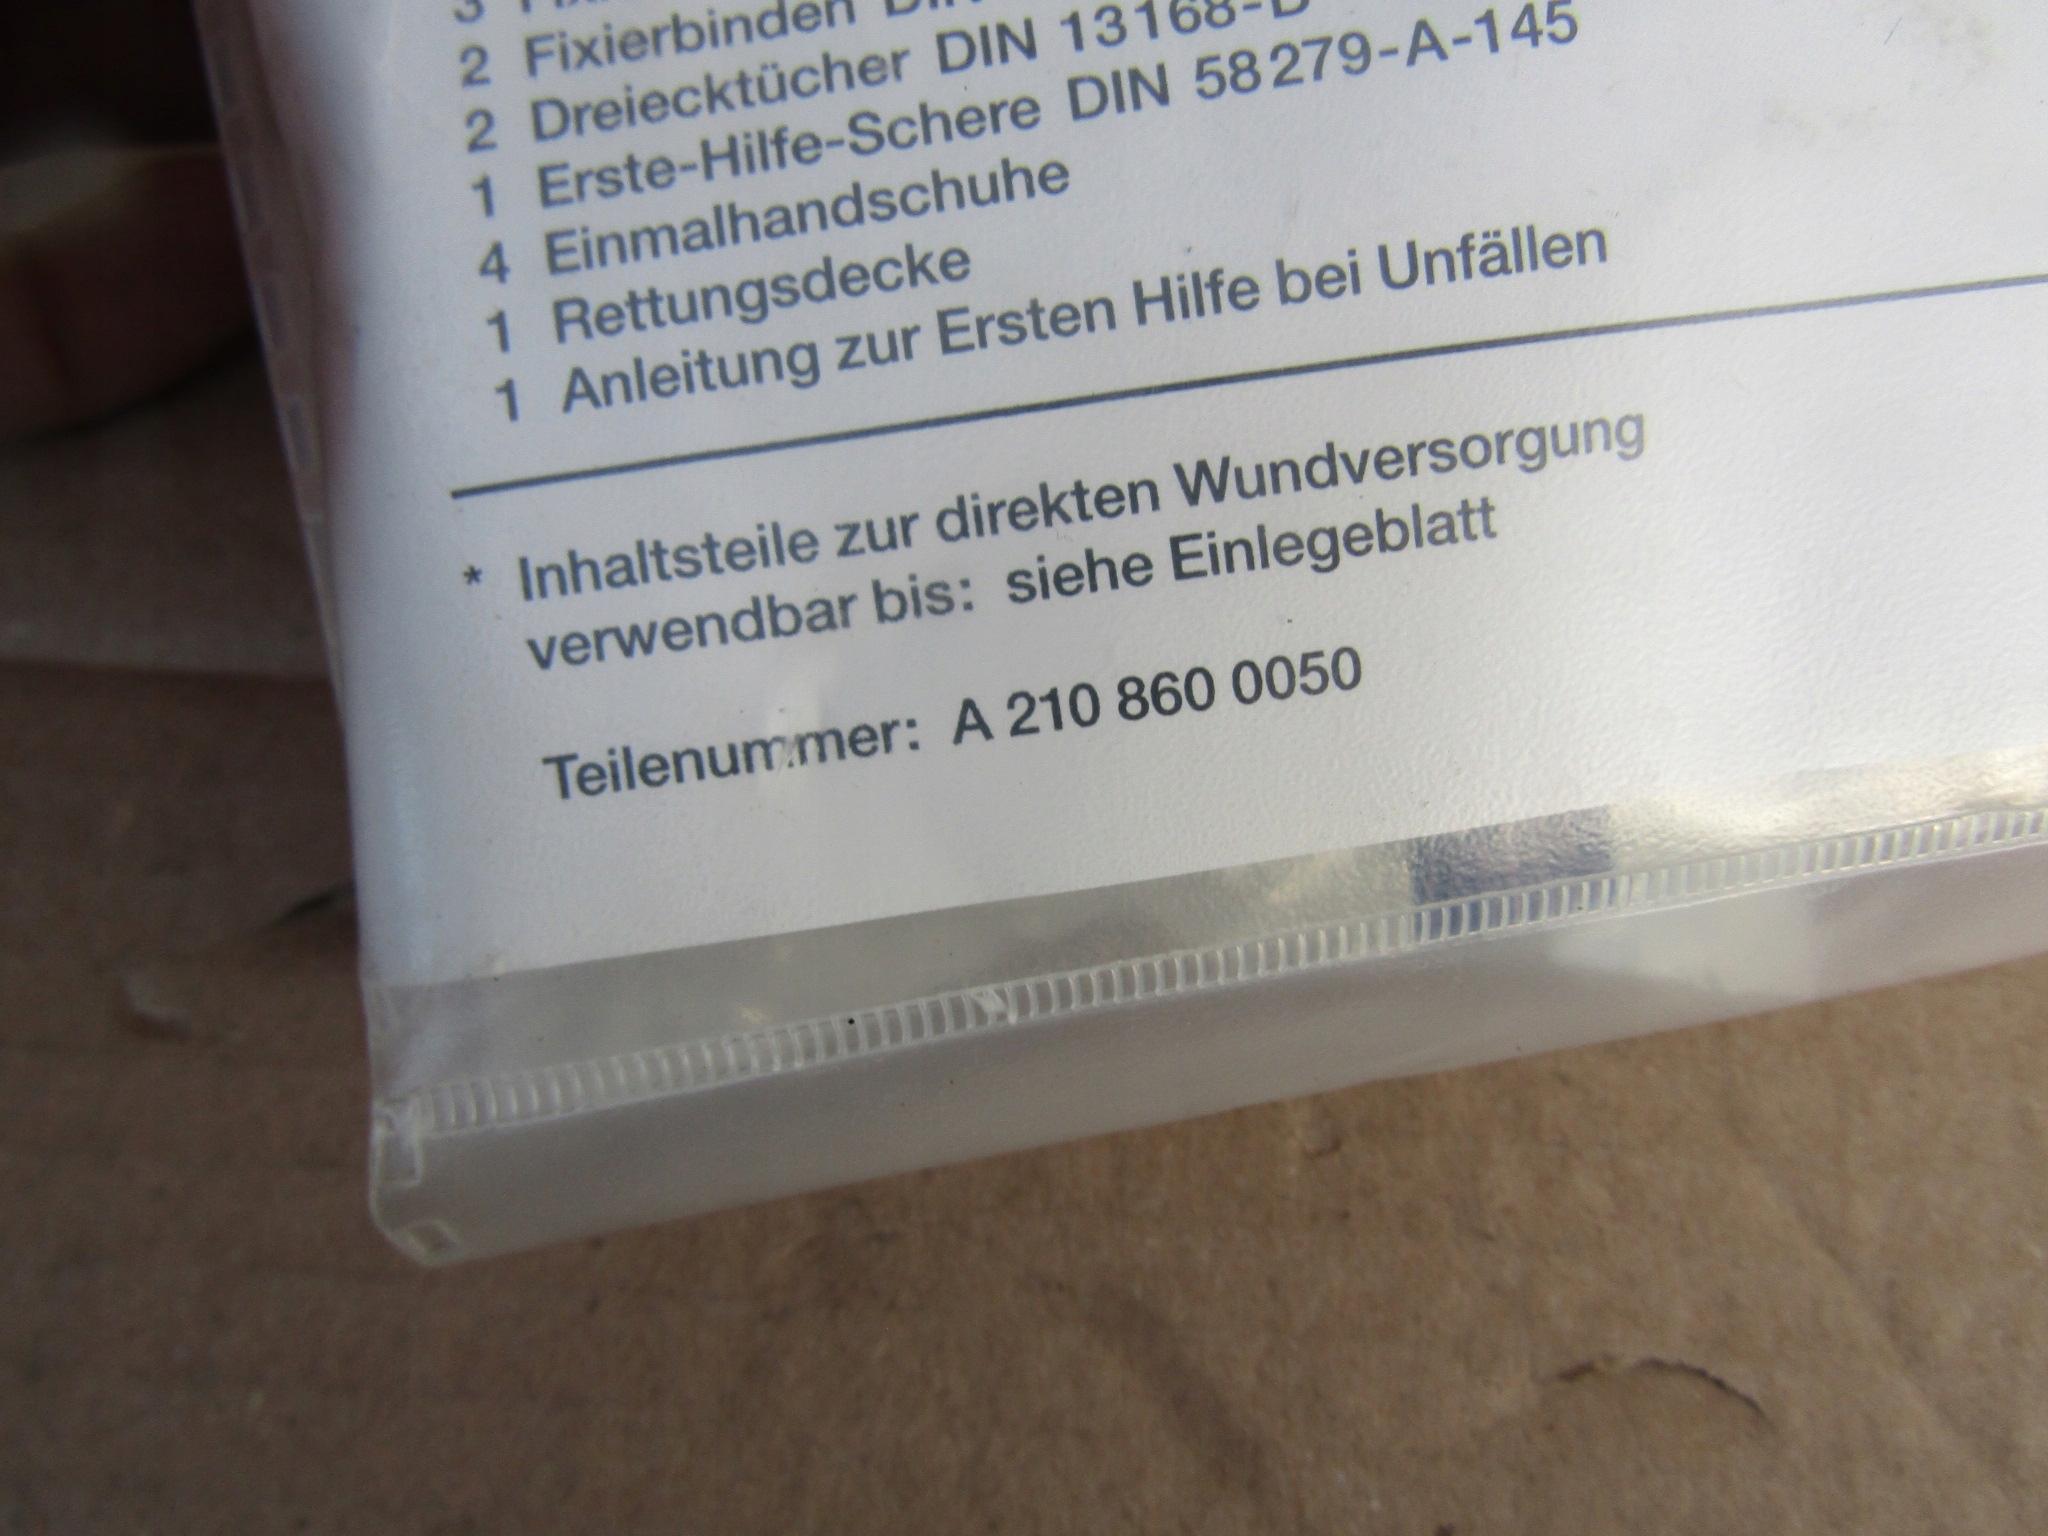 2 Fixierbinden DIN
2 Dreiecktücher DIN 13168-D
1 Erste-Hilfe-Schere DIN 58279-A-145
4 Einmalhandschuhe
1 Rettungsdecke
1 Anleitung zur Ersten Hilfe bei Unfällen
* Inhaltsteile zur direkten Wundversorgung
verwendbar bis: siehe Einlegeblatt
Teilenummer: A 210 860 0050